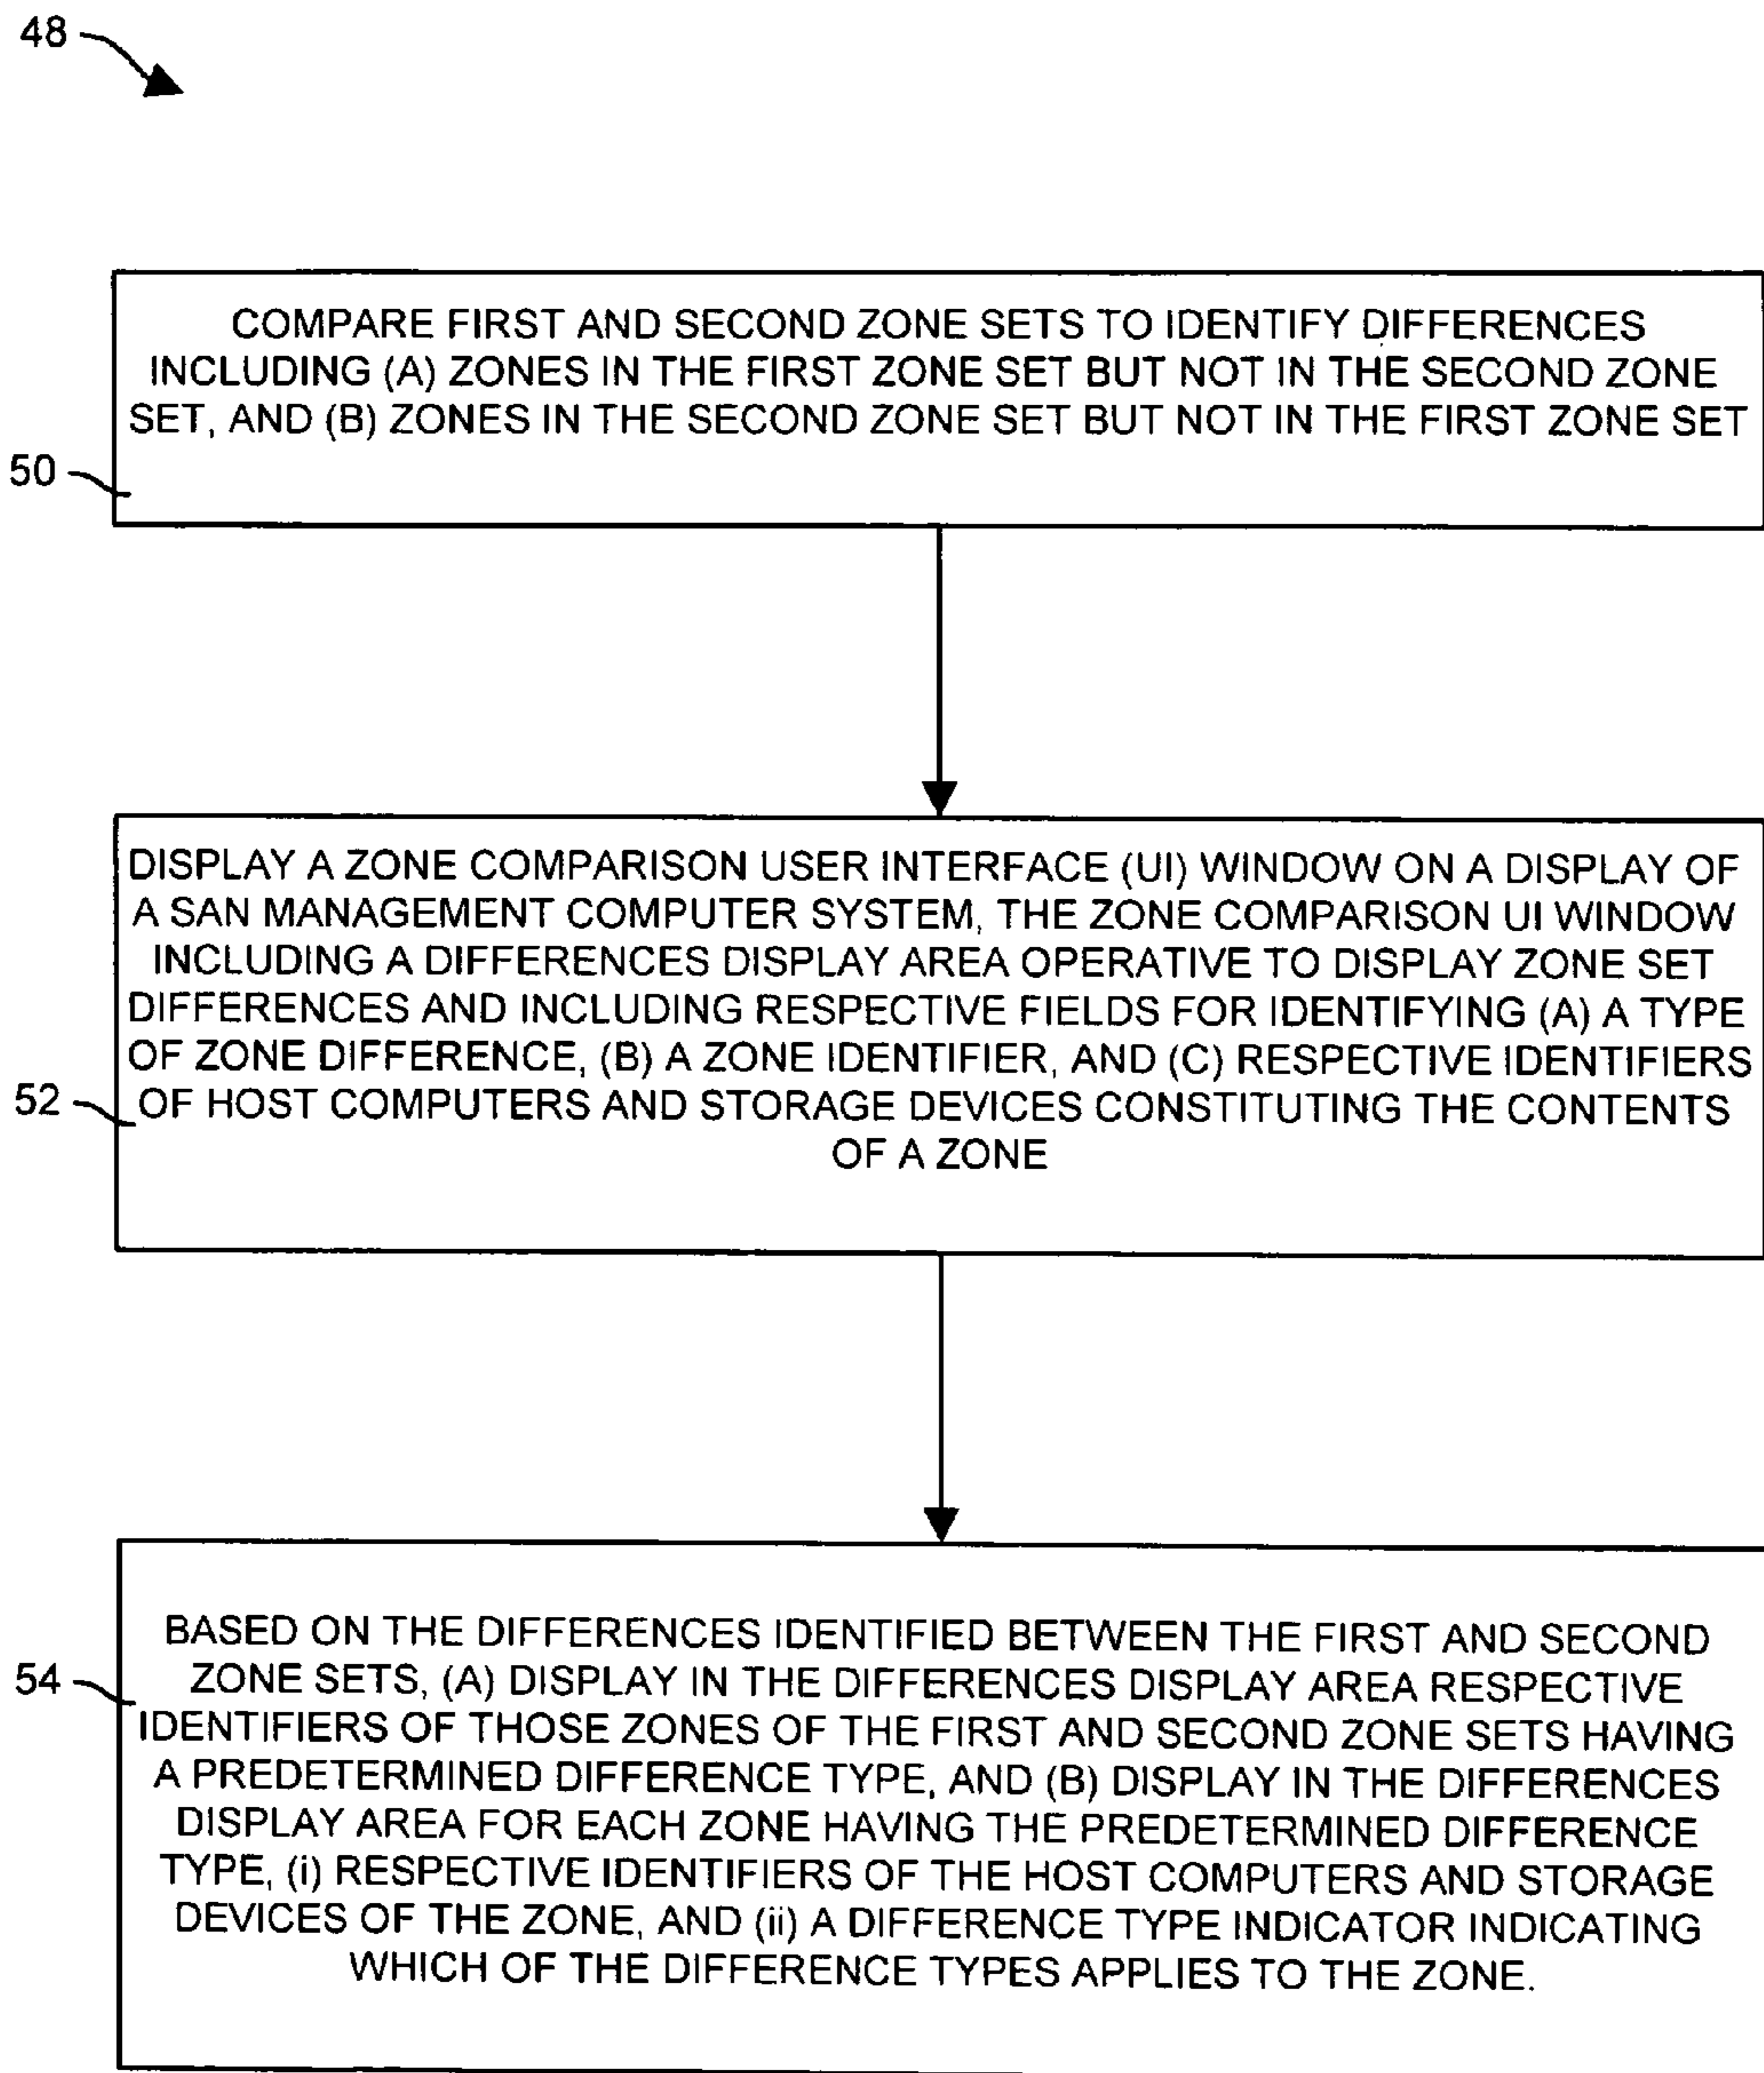 48
COMPARE FIRST AND SECOND ZONE SETS TO IDENTIFY DIFFERENCES
INCLUDING (A) ZONES IN THE FIRST ZONE SET BUT NOT IN THE SECOND ZONE
SET, AND (B) ZONES IN THE SECOND ZONE SET BUT NOT IN THE FIRST ZONE SET
50
DISPLAY A ZONE COMPARISON USER INTERFACE (UI) WINDOW ON A DISPLAY OF
A SAN MANAGEMENT COMPUTER SYSTEM, THE ZONE COMPARISON UI WINDOW
INCLUDING A DIFFERENCES DISPLAY AREA OPERATIVE TO DISPLAY ZONE SET
DIFFERENCES AND INCLUDING RESPECTIVE FIELDS FOR IDENTIFYING (A) A TYPE
OF ZONE DIFFERENCE, (B) A ZONE IDENTIFIER, AND (C) RESPECTIVE IDENTIFIERS
52
OF HOST COMPUTERS AND STORAGE DEVICES CONSTITUTING THE CONTENTS
OF A ZONE
BASED ON THE DIFFERENCES IDENTIFIED BETWEEN THE FIRST AND SECOND
54
ZONE SETS, (A) DISPLAY IN THE DIFFERENCES DISPLAY AREA RESPECTIVE
IDENTIFIERS OF THOSE ZONES OF THE FIRST AND SECOND ZONE SETS HAVING
A PREDETERMINED DIFFERENCE TYPE, AND (B) DISPLAY IN THE DIFFERENCES
DISPLAY AREA FOR EACH ZONE HAVING THE PREDETERMINED DIFFERENCE
TYPE, (i) RESPECTIVE IDENTIFIERS OF THE HOST COMPUTERS AND STORAGE
DEVICES OF THE ZONE, AND (ii) A DIFFERENCE TYPE INDICATOR INDICATING
WHICH OF THE DIFFERENCE TYPES APPLIES TO THE ZONE.